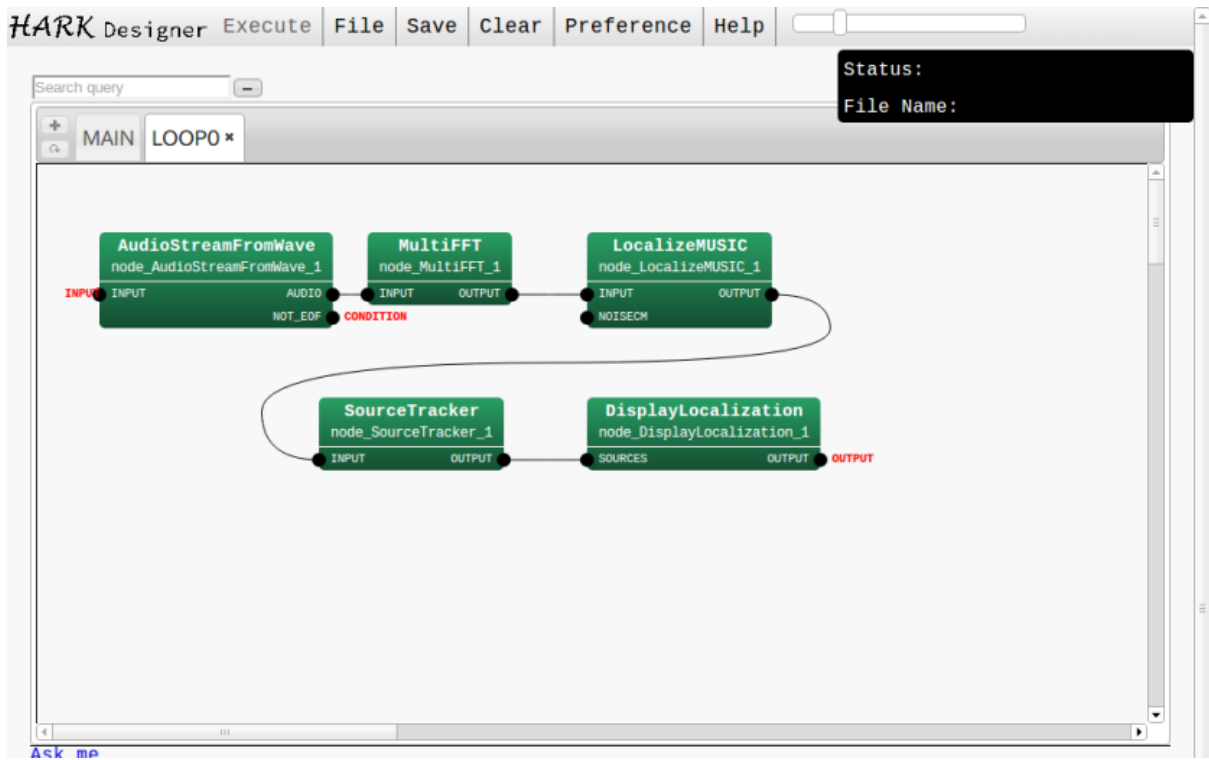 HARK Designer Execute File Save Clear Preference Help
Status:
File Name:
Search query
MAIN LOOP0
AudioStreamFromWave
node_AudioStreamFromWave_1
INPUT INPUT AUDIO
NOT_EOF CONDITION
MultiFFT
node_MultiFFT_1
INPUT OUTPUT
LocalizeMUSIC
node_LocalizeMUSIC_1
INPUT OUTPUT
NOISECM
SourceTracker
node_SourceTracker_1
INPUT OUTPUT
DisplayLocalization
node_DisplayLocalization_1
SOURCES OUTPUT OUTPUT
Ask me